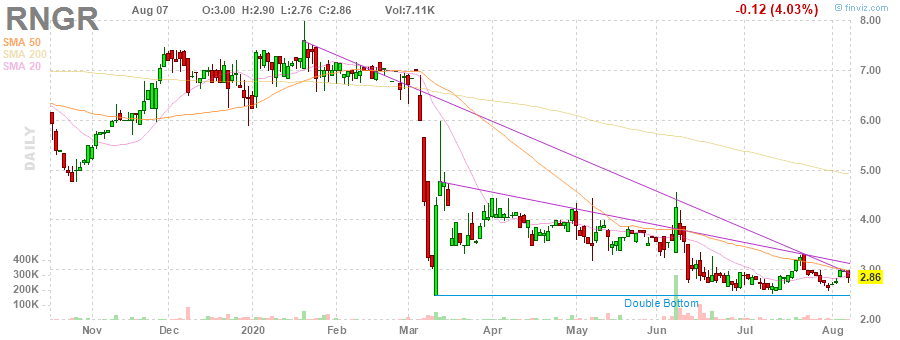 RNGR Aug 07 O:3.00 H:2.90 L:2.76 C:2.86 Vol:7.11K -0.12 (4.03%) © finviz.com
SMA 50
SMA 200
SMA 20
DAILY
8.00
7.00
6.00
5.00
4.00
3.00
2.86
2.00
400K
300K
200K
100K
Double Bottom
Nov Dec 2020 Feb Mar Apr May Jun Jul Aug